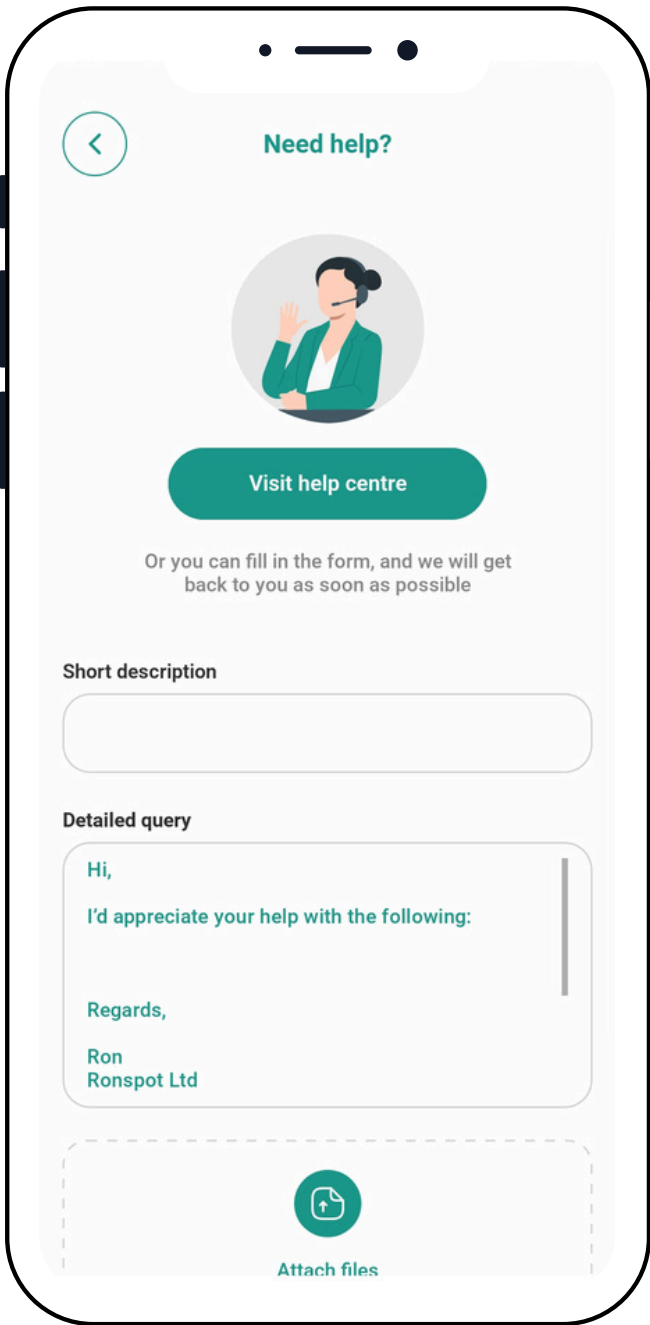 Need help?
Visit help centre
Or you can fill in the form, and we will get
back to you as soon as possible
Short description
Detailed query
Hi,
I'd appreciate your help with the following:
Regards,
Ron
Ronspot Ltd
Attach files